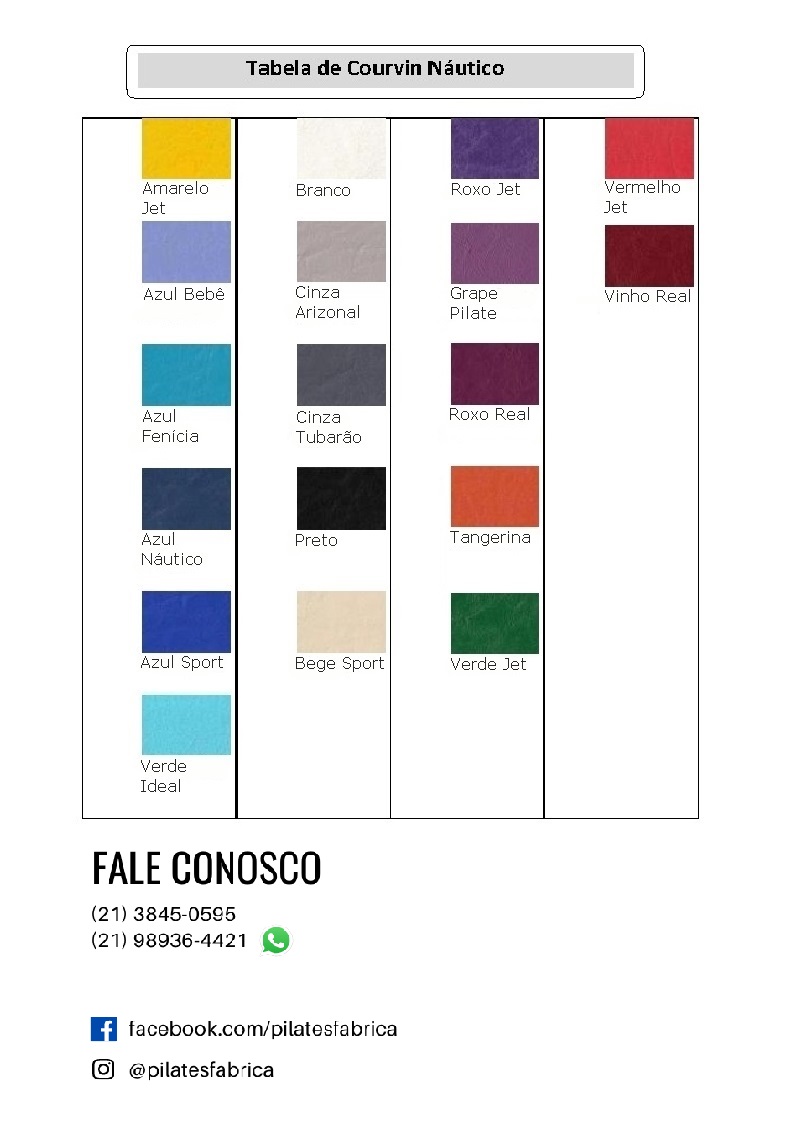 Tabela de Courvin Náutico
Amarelo
Jet
Azul Bebê
Azul
Fenícia
Azul
Náutico
Azul Sport
Verde
Ideal
Branco
Cinza
Arizonal
Cinza
Tubarão
Preto
Bege Sport
Roxo Jet
Grape
Pilate
Roxo Real
Tangerina
Verde Jet
Vermelho
Jet
Vinho Real
FALE CONOSCO
(21) 3845-0595
(21) 98936-4421
facebook.com/pilatesfabrica
@pilatesfabrica